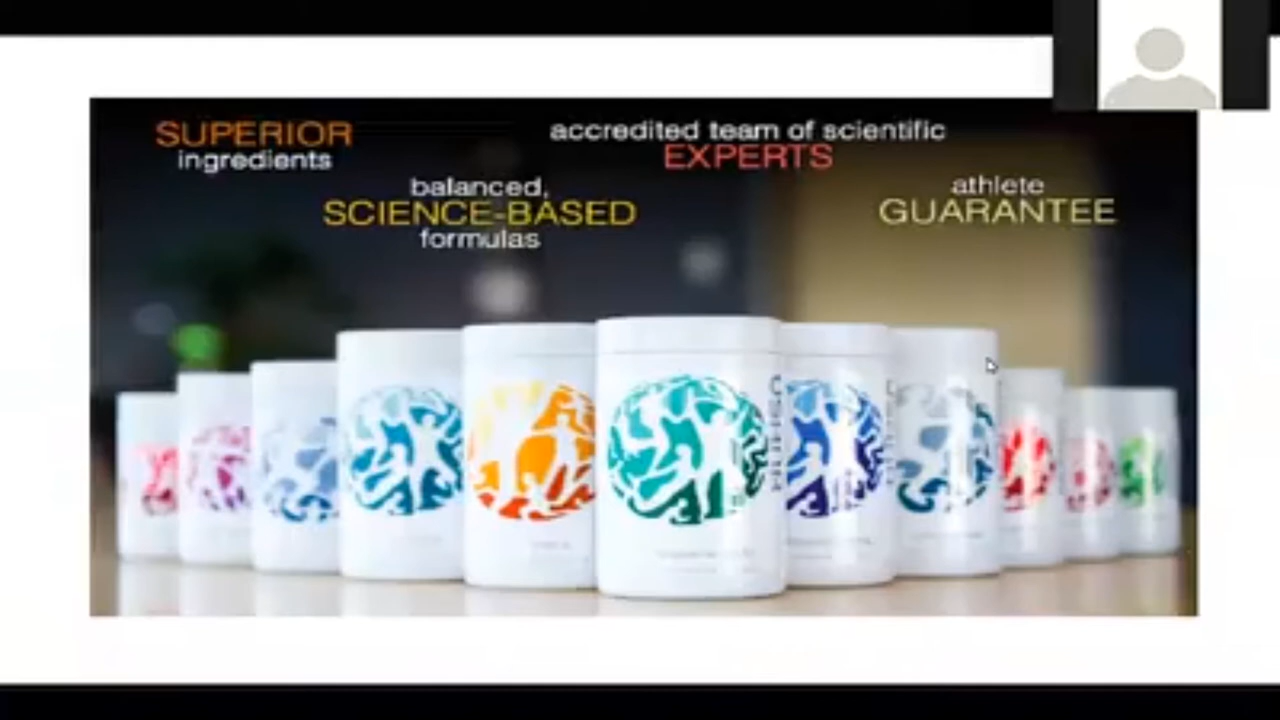 SUPERIOR
ingredients
accredited team of scientific
EXPERTS
balanced,
SCIENCE-BASED
formulas
athlete
GUARANTEE